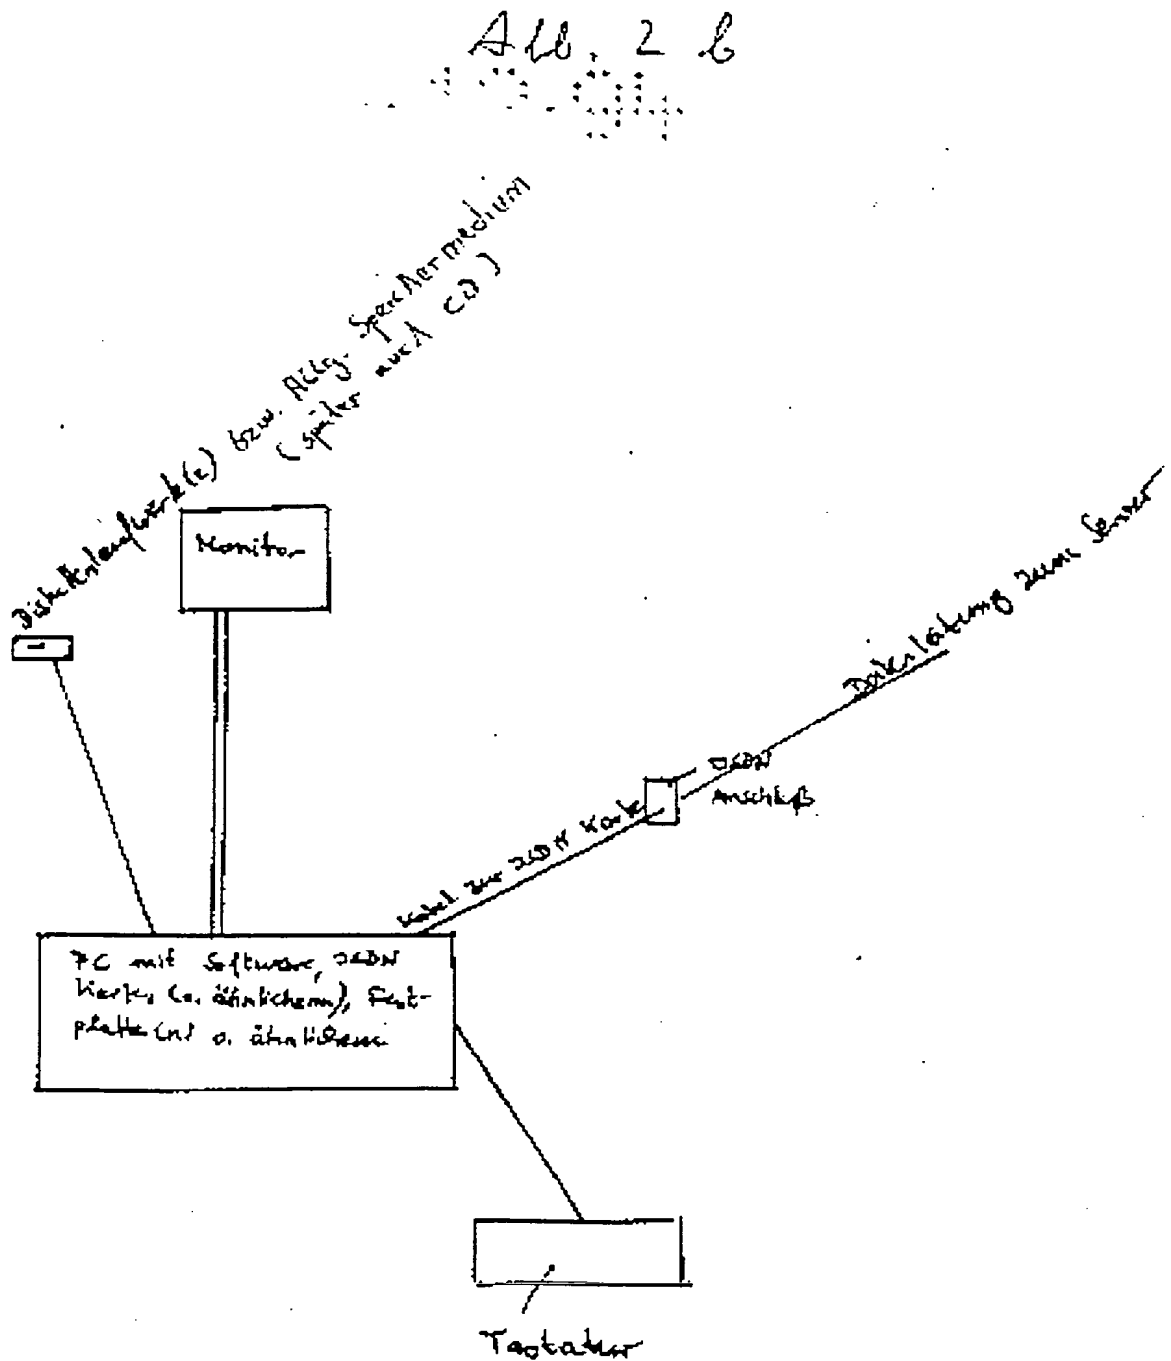 Abb. 2 b
Diskettenlaufwerk(e) bzw. Allg. Speichermedium
(später auch CD)
Monitor
Datenleitung zum Server
ISDN
Anschluß
Kabel zur ISDN Karte
PC mit Software, ISDN
Karte, (o. ähnlichem), Fest-
platte(n) o. ähnlichem
Tastatur